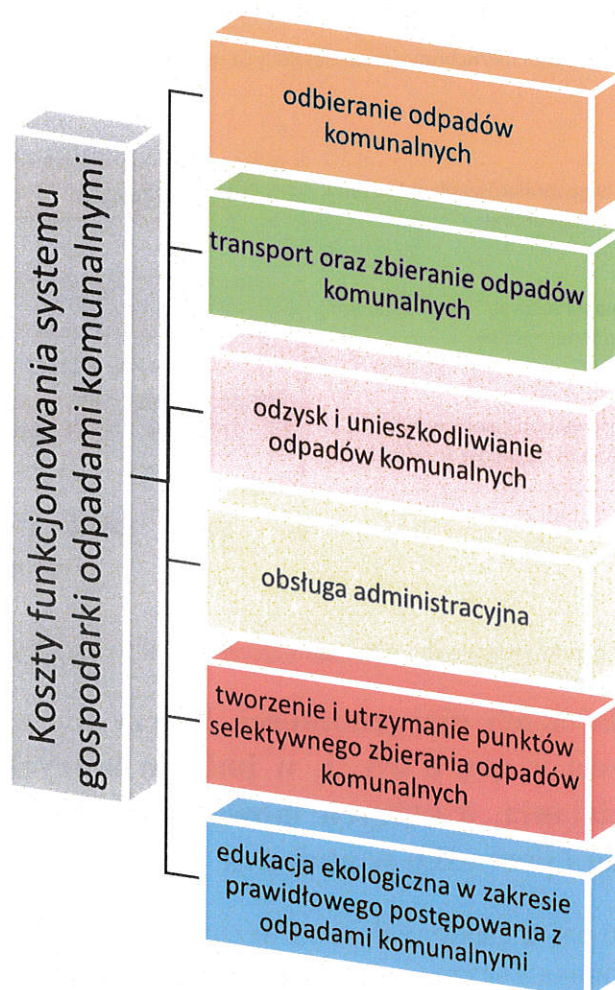 Koszty funkcjonowania systemu
gospodarki odpadami komunalnymi
odbieranie odpadów
komunalnych
transport oraz zbieranie odpadów
komunalnych
odzysk i unieszkodliwianie
odpadów komunalnych
obsługa administracyjna
tworzenie i utrzymanie punktów
selektywnego zbierania odpadów
komunalnych
edukacja ekologiczna w zakresie
prawidłowego postępowania z
odpadami komunalnymi